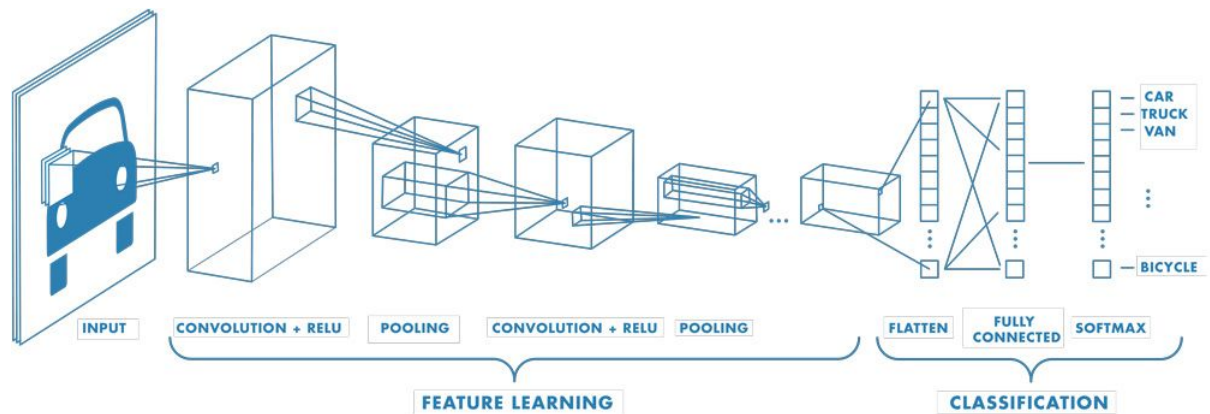 CAR
TRUCK
VAN
BICYCLE
INPUT
CONVOLUTION + RELU
POOLING
CONVOLUTION + RELU
POOLING
FLATTEN
FULLY
CONNECTED
SOFTMAX
FEATURE LEARNING
CLASSIFICATION